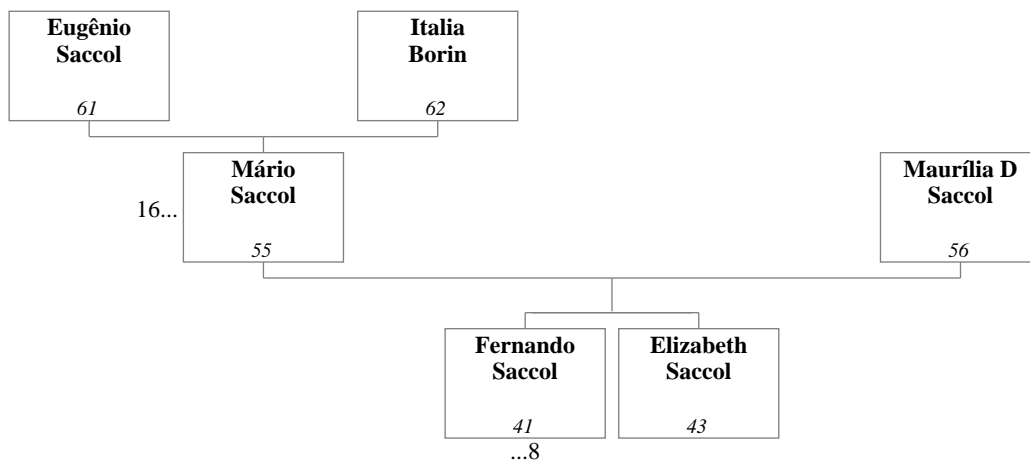 Eugênio
Saccol
61
Italia
Borin
62
16...
Mário
Saccol
55
Maurília D
Saccol
56
Fernando
Saccol
41
...8
Elizabeth
Saccol
43